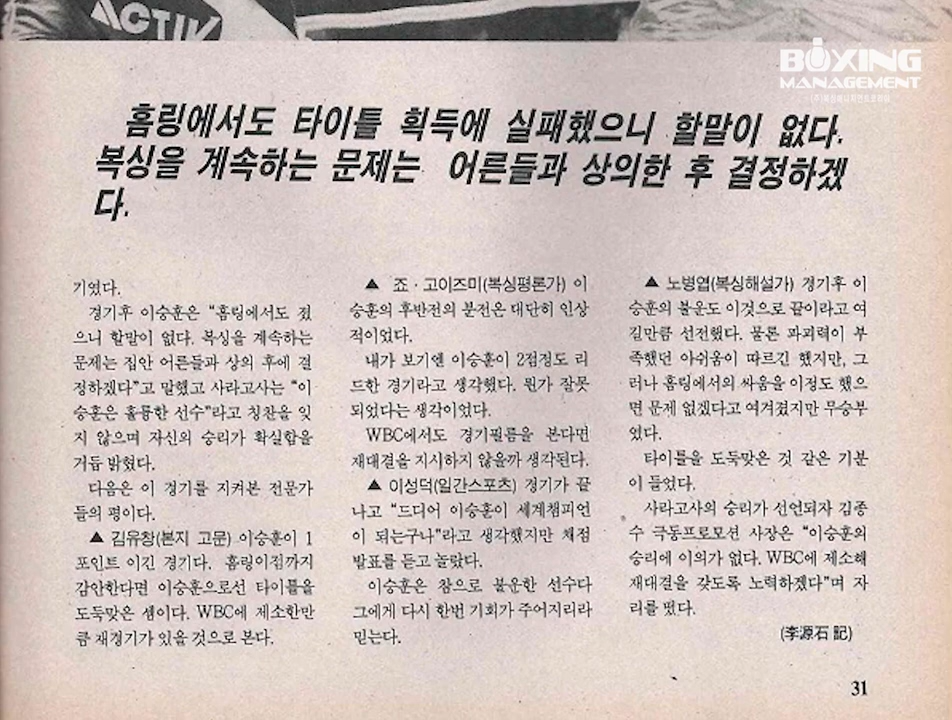 ACTIV
BOXING
MANAGEMENT
홈링에서도 타이틀 획득에 실패했으니 할말이 없다.
복싱을 계속하는 문제는 어른들과 상의한 후 결정하겠
다.
기였다.
경기후 이승훈은 “홈링에서도 졌
으니 할말이 없다. 복싱을 계속하는
문제는 집안 어른들과 상의 후에 결
정하겠다”고 말했고 사라고사는 “이
승훈은 훌륭한 선수”라고 칭찬을 잊
지 않으며 자신의 승리가 확실함을
거듭 밝혔다.
다음은 이 경기를 지켜본 전문가
들의 평이다.
▲ 김유창(본지 고문) 이승훈이 1
포인트 이긴 경기다. 홈링이점까지
감안한다면 이승훈으로선 타이틀을
도둑맞은 셈이다. WBC에 제소한만
큼 재경기가 있을 것으로 본다.
▲ 죠·고이즈미(복싱평론가) 이
승훈의 후반전의 분전은 대단히 인상
적이었다.
내가 보기엔 이승훈이 2점정도 리
드한 경기라고 생각했다. 뭔가 잘못
되었다는 생각이었다.
WBC에서도 경기필름을 본다면
재대결을 지시하지 않을까 생각된다.
▲ 이성덕(일간스포츠) 경기가 끝
나고 “드디어 이승훈이 세계챔피언
이 되는구나”라고 생각했지만 채점
발표를 듣고 놀랐다.
이승훈은 참으로 불운한 선수다
그에게 다시 한번 기회가 주어지리라
믿는다.
▲ 노병엽(복싱해설가) 경기후 이
승훈의 불운도 이것으로 끝이라고 여
길만큼 선전했다. 물론 파괴력이 부
족했던 아쉬움이 따르긴 했지만, 그
러나 홈링에서의 싸움을 이정도 했으
면 문제 없겠다고 여겨졌지만 무승부
였다.
타이틀을 도둑맞은 것 같은 기분
이 들었다.
사라고사의 승리가 선언되자 김종
수 극동프로모션 사장은 “이승훈의
승리에 이의가 없다. WBC에 제소해
재대결을 갖도록 노력하겠다”며 자
리를 떴다.
(李源石 記)
31